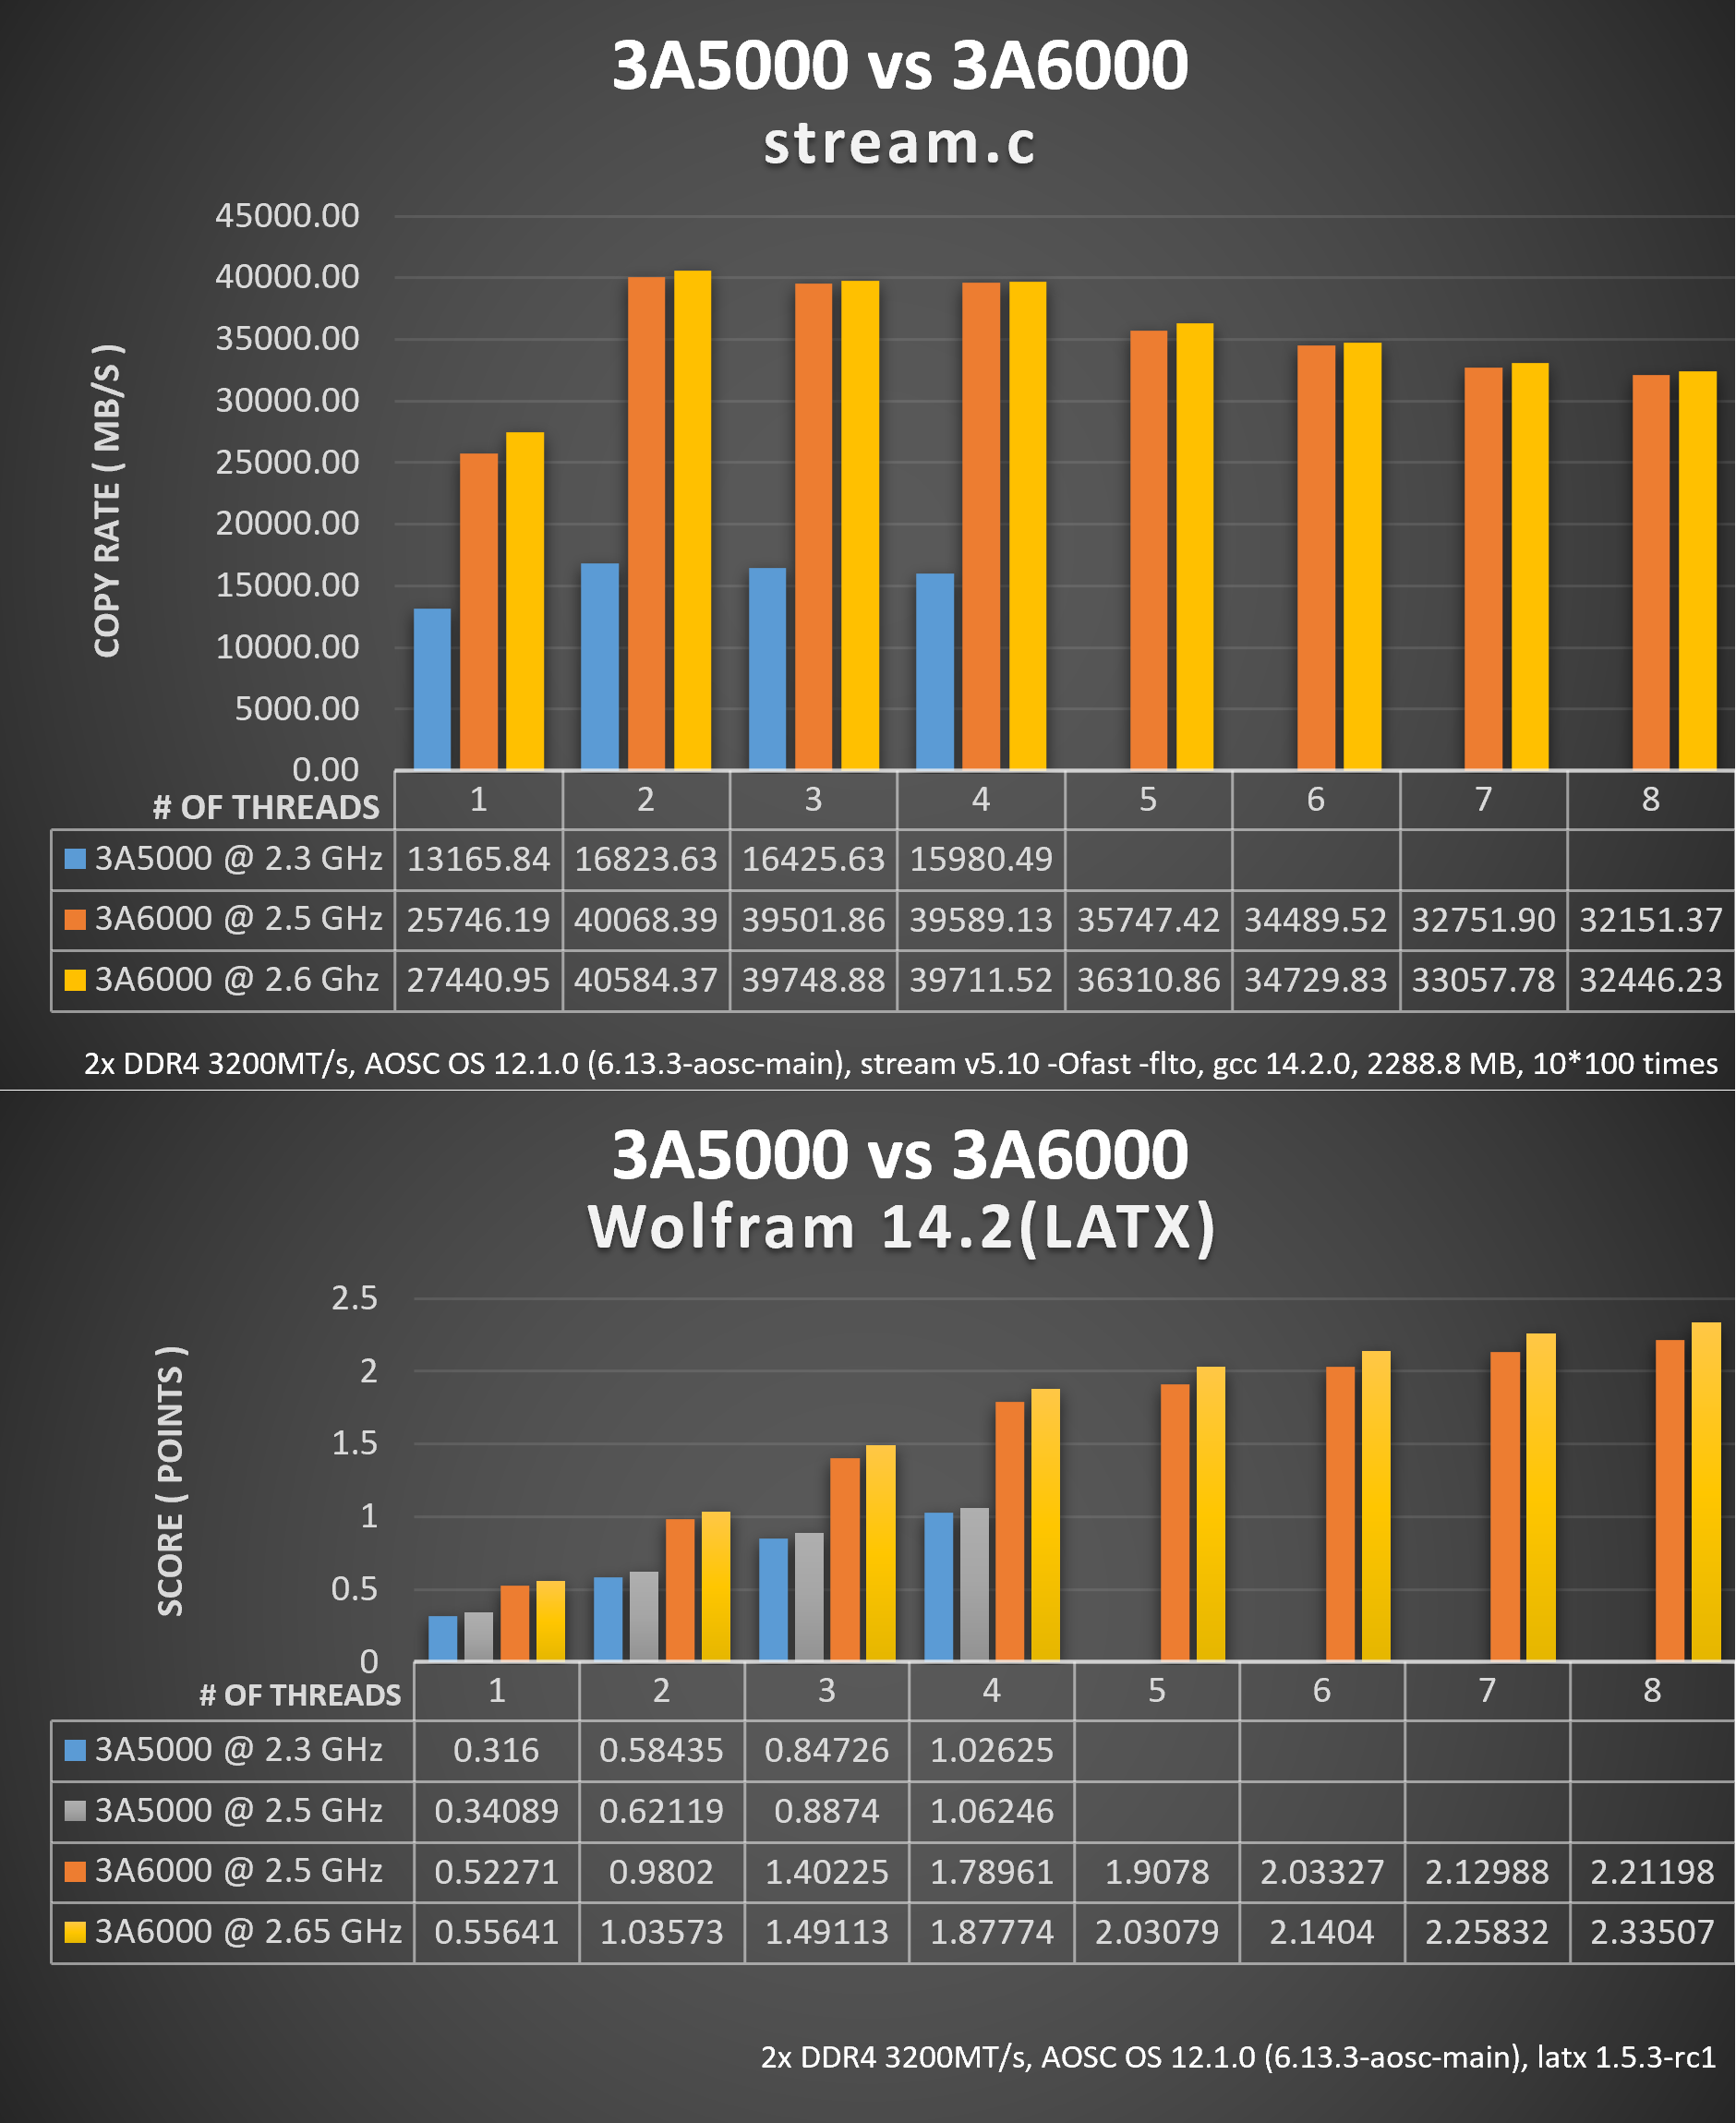 3A5000 vs 3A6000
stream.c
COPY RATE ( MB/S )
45000.00
40000.00
35000.00
30000.00
25000.00
20000.00
15000.00
10000.00
5000.00
0.00
# OF THREADS 1 2 3 4 5 6 7 8
3A5000 @ 2.3 GHz 13165.84 16823.63 16425.63 15980.49
3A6000 @ 2.5 GHz 25746.19 40068.39 39501.86 39589.13 35747.42 34489.52 32751.90 32151.37
3A6000 @ 2.6 Ghz 27440.95 40584.37 39748.88 39711.52 36310.86 34729.83 33057.78 32446.23
2x DDR4 3200MT/s, AOSC OS 12.1.0 (6.13.3-aosc-main), stream v5.10 -Ofast -flto, gcc 14.2.0, 2288.8 MB, 10*100 times
3A5000 vs 3A6000
Wolfram 14.2(LATX)
SCORE ( POINTS )
2.5
2
1.5
1
0.5
0
# OF THREADS 1 2 3 4 5 6 7 8
3A5000 @ 2.3 GHz 0.316 0.58435 0.84726 1.02625
3A5000 @ 2.5 GHz 0.34089 0.62119 0.8874 1.06246
3A6000 @ 2.5 GHz 0.52271 0.9802 1.40225 1.78961 1.9078 2.03327 2.12988 2.21198
3A6000 @ 2.65 GHz 0.55641 1.03573 1.49113 1.87774 2.03079 2.1404 2.25832 2.33507
2x DDR4 3200MT/s, AOSC OS 12.1.0 (6.13.3-aosc-main), latx 1.5.3-rc1